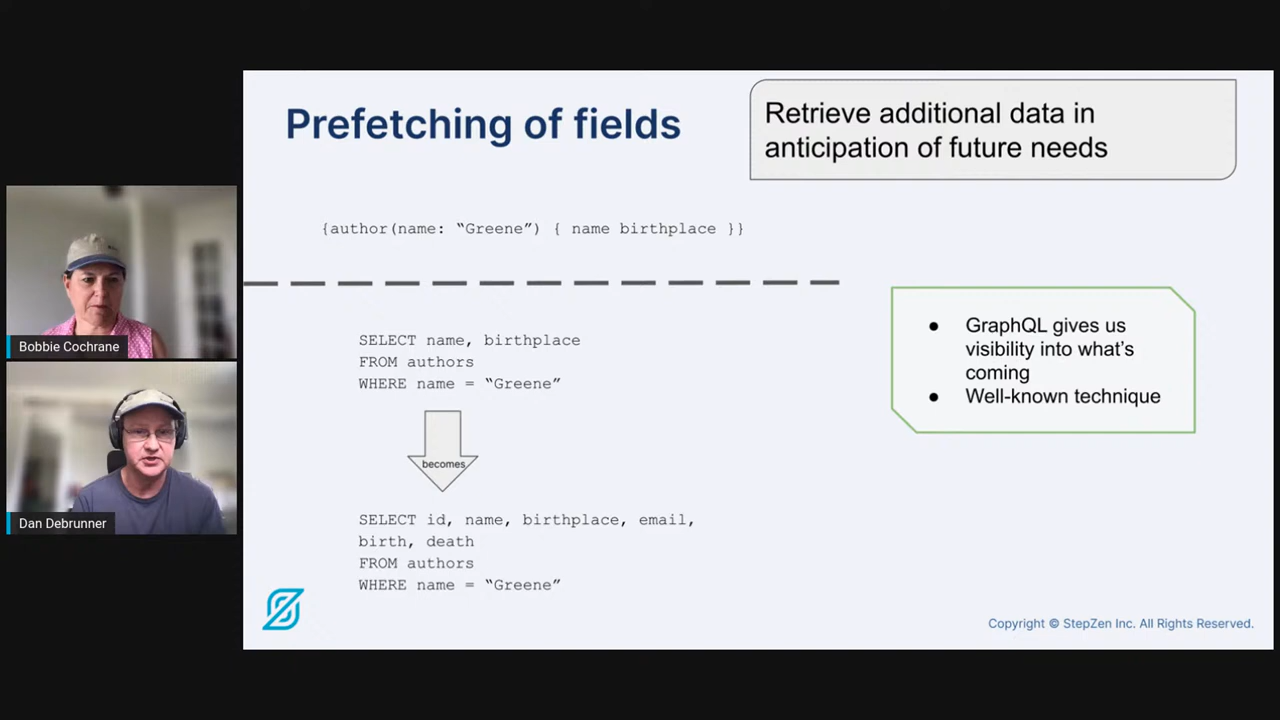 Prefetching of fields
Retrieve additional data in
anticipation of future needs
{author(name: “Greene”) { name birthplace }}
SELECT name, birthplace
FROM authors
WHERE name = “Greene”
becomes
SELECT id, name, birthplace, email,
birth, death
FROM authors
WHERE name = “Greene”
● GraphQL gives us
visibility into what’s
coming
● Well-known technique
Copyright © StepZen Inc. All Rights Reserved.
Bobbie Cochrane
Dan Debrunner